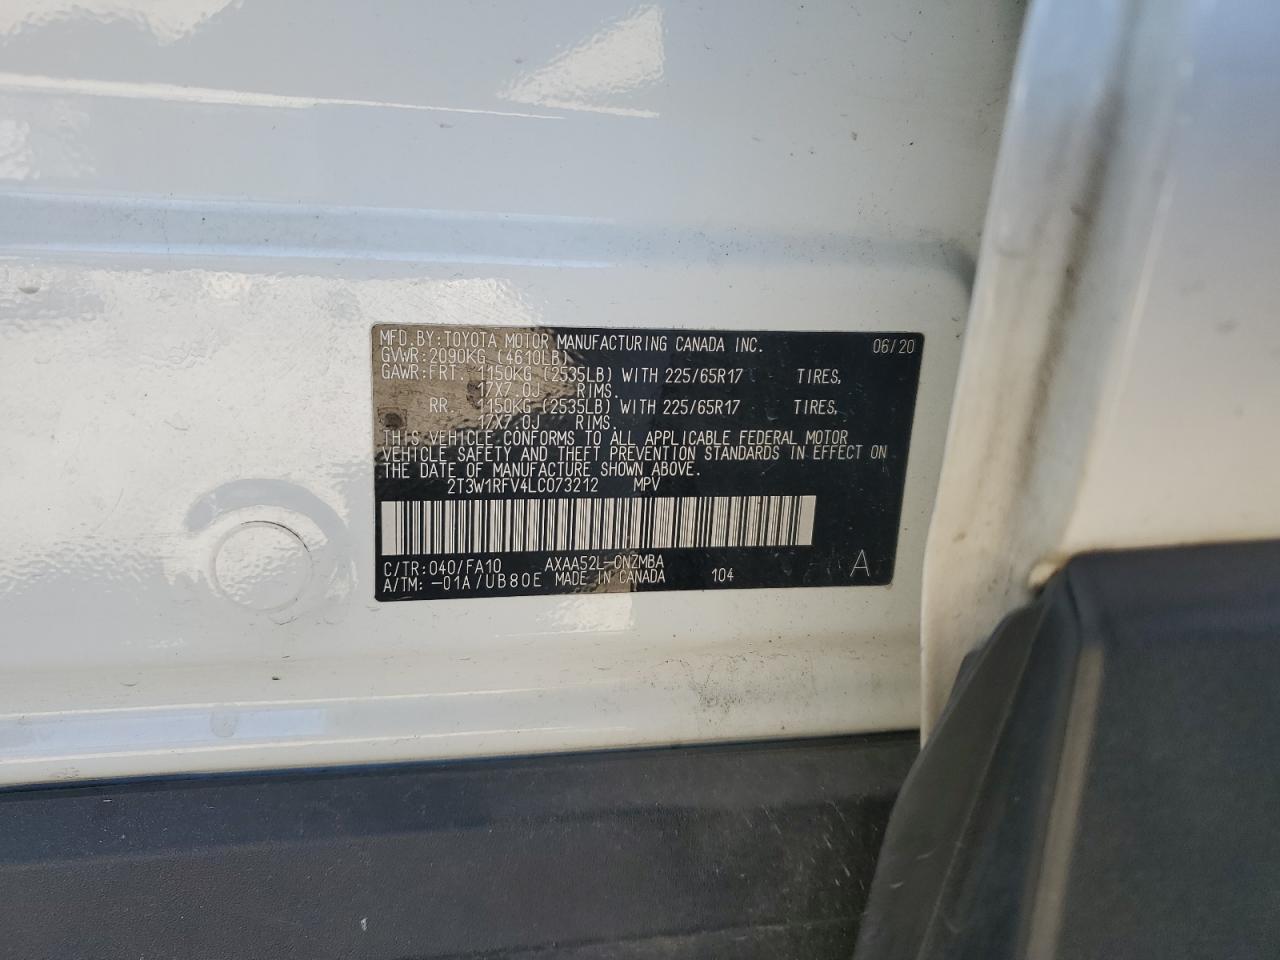 MFD.BY:TOYOTA MOTOR MANUFACTURING CANADA INC. 06/20
GVWR:2090KG (4610LB)
GAWR:FRT. 1150KG (2535LB) WITH 225/65R17 TIRES,
17X7.0J RIMS.
RR. 1150KG (2535LB) WITH 225/65R17 TIRES,
17X7.0J RIMS.
THIS VEHICLE CONFORMS TO ALL APPLICABLE FEDERAL MOTOR
VEHICLE SAFETY AND THEFT PREVENTION STANDARDS IN EFFECT ON
THE DATE OF MANUFACTURE SHOWN ABOVE.
2T3W1RFV4LC073212 MPV
C/TR:040/FA10 AXAA52L-CNZMBA
A/TM:-01A/UB80E MADE IN CANADA 104 A